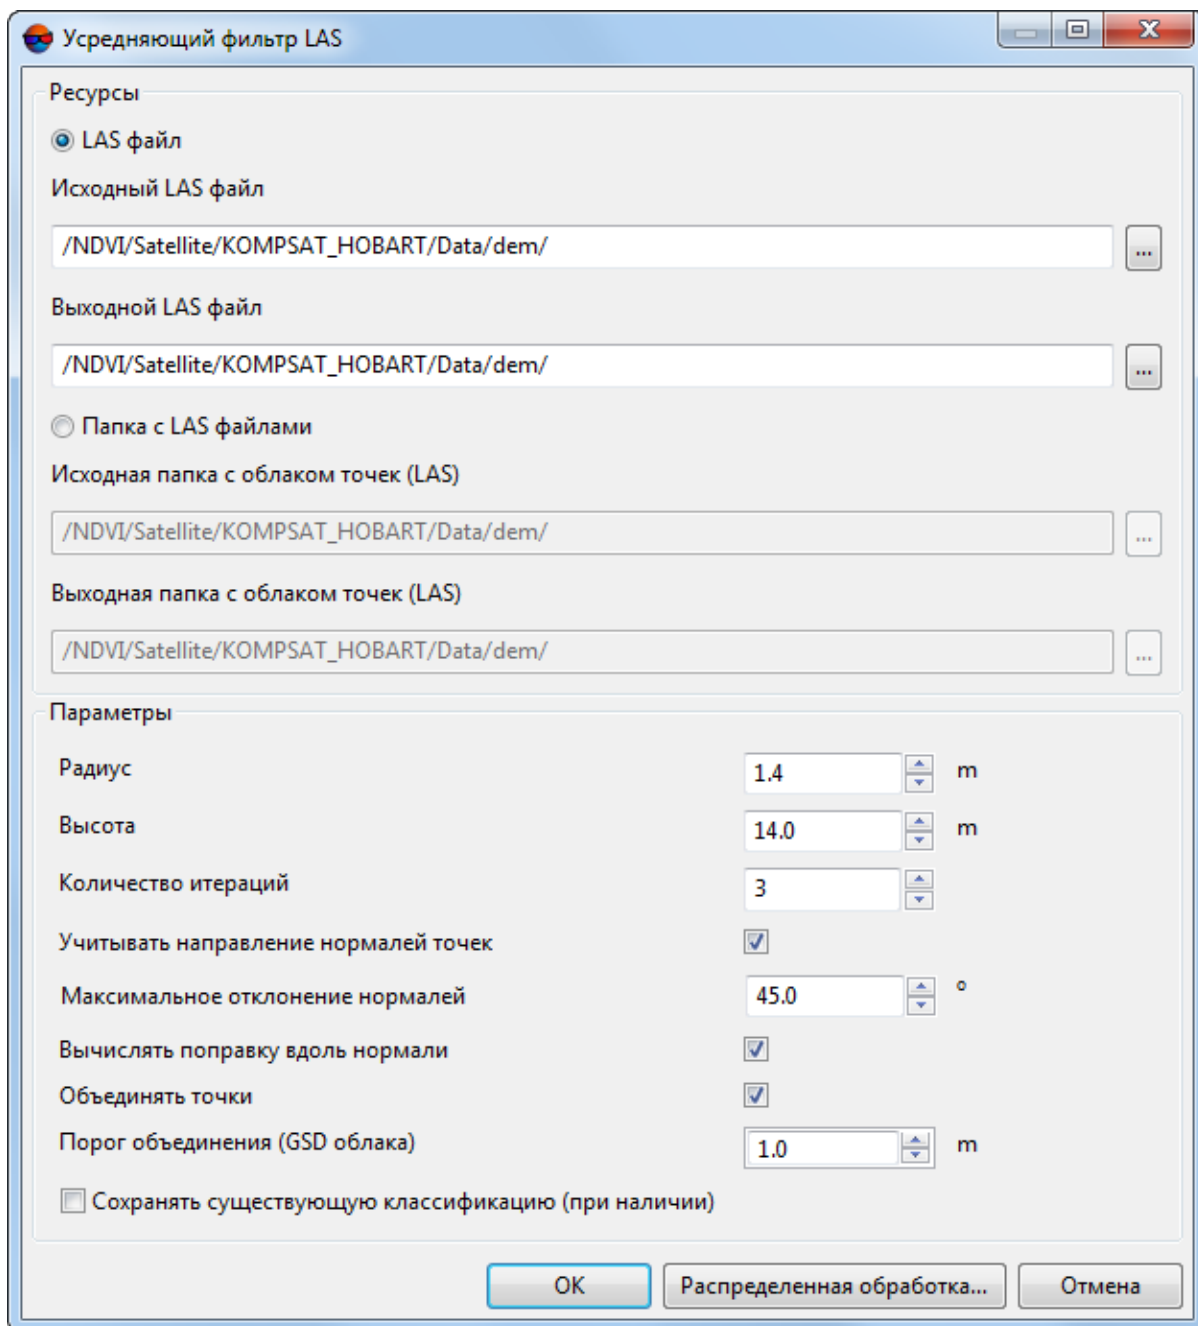 Усредняющий фильтр LAS
Ресурсы
LAS файл
Исходный LAS файл
/NDVI/Satellite/KOMPSAT_HOBART/Data/dem/
...
Выходной LAS файл
/NDVI/Satellite/KOMPSAT_HOBART/Data/dem/
...
Папка с LAS файлами
Исходная папка с облаком точек (LAS)
/NDVI/Satellite/KOMPSAT_HOBART/Data/dem/
...
Выходная папка с облаком точек (LAS)
/NDVI/Satellite/KOMPSAT_HOBART/Data/dem/
...
Параметры
Радиус 1.4 m
Высота 14.0 m
Количество итераций 3
Учитывать направление нормалей точек
Максимальное отклонение нормалей 45.0 °
Вычислять поправку вдоль нормали
Объединять точки
Порог объединения (GSD облака) 1.0 m
Сохранять существующую классификацию (при наличии)
OK Распределенная обработка... Отмена